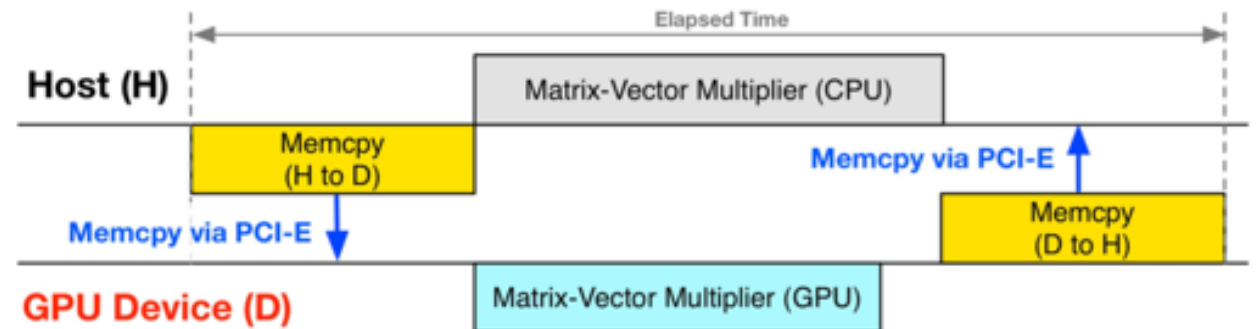 Elapsed Time
Host (H)
Matrix-Vector Multiplier (CPU)
Memcpy
(H to D)
Memcpy via PCI-E
Memcpy via PCI-E
Memcpy
(D to H)
GPU Device (D)
Matrix-Vector Multiplier (GPU)